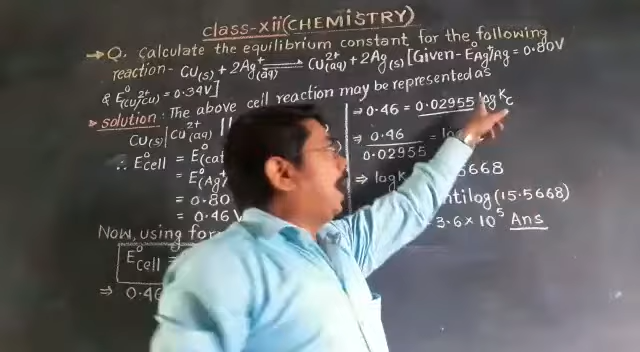 class-xii(CHEMISTRY)
→ Q. Calculate the equilibrium constant for the following
reaction- Cu(s) + 2Ag⁺(aq) ⇌ Cu²⁺(aq) + 2Ag(s) [Given- E°Ag⁺/Ag = 0.80V
& E°(Cu²⁺/Cu) = 0.34V]
▸ solution: The above cell reaction may be represented as
Cu(s) | Cu²⁺(aq) ||
∴ E°cell = E°(cat
= E°(Ag⁺
= 0.80
= 0.46 V
Now, using for
E°cell =
⇒ 0.46
⇒ 0.46 = 0.02955 log Kc
⇒ 0.46/0.02955 = log
⇒ log K 5668
ntilog (15.5668)
3.6 × 10⁵ Ans